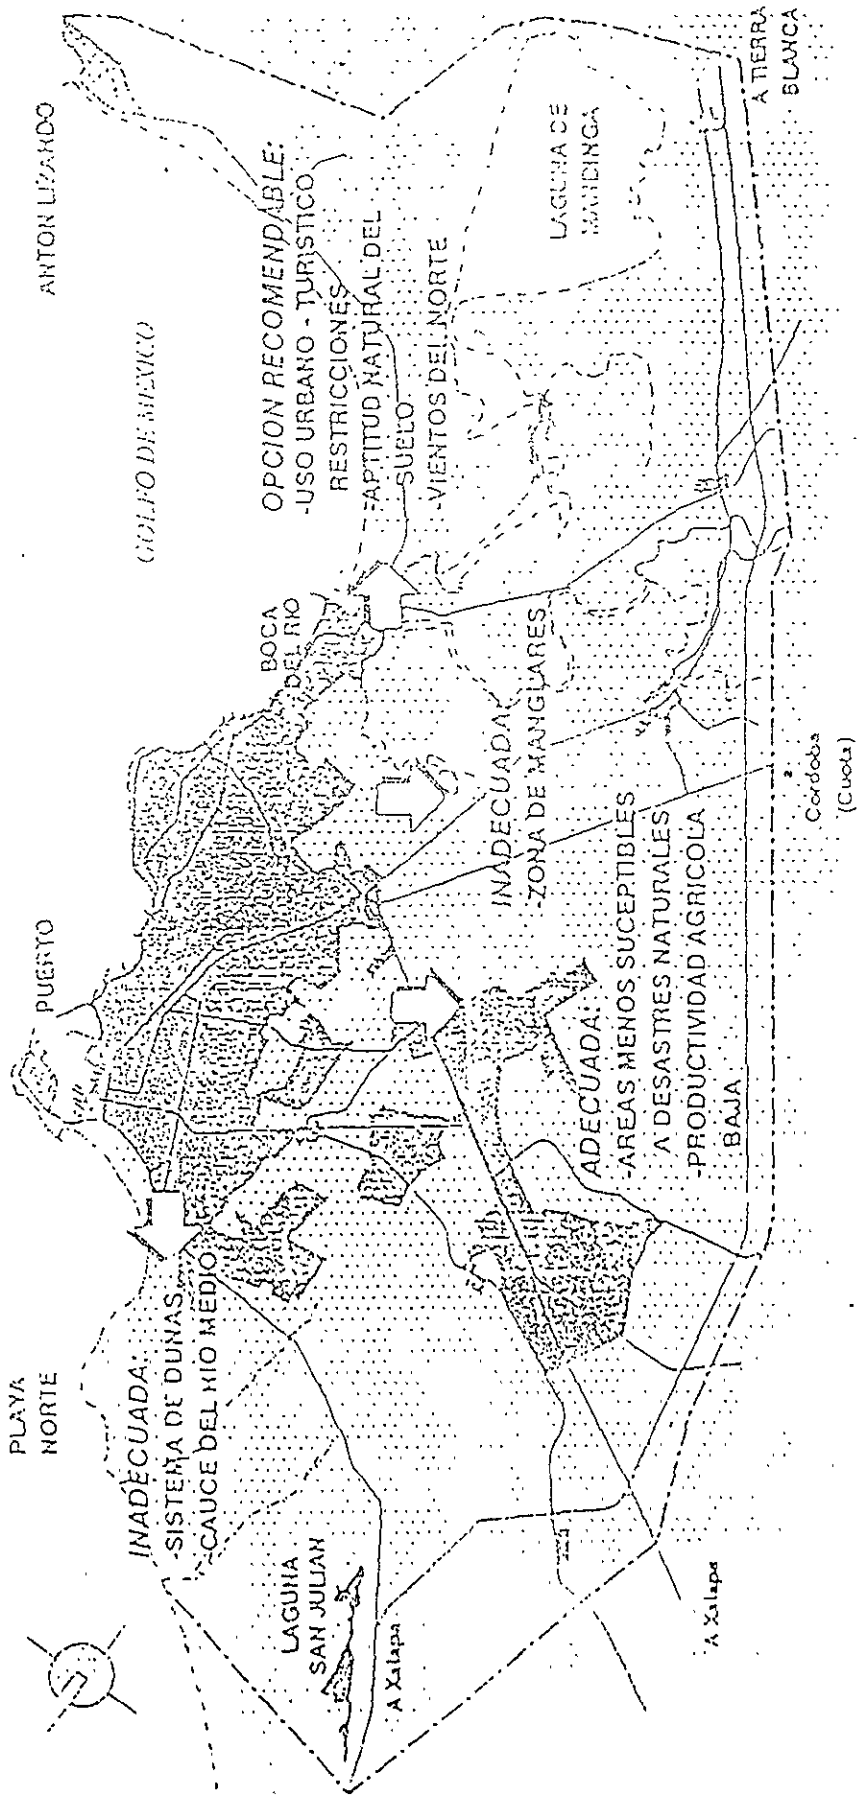 PLAYA
NORTE
PUERTO
GOLFO DE MEXICO
ANTON LIZARDO
INADECUADA:
-SISTEMA DE DUNAS
-CAUCE DEL RIO MEDIO
BOCA
DEL RIO
OPCION RECOMENDABLE:
-USO URBANO - TURISTICO
RESTRICCIONES
-APTITUD NATURAL DEL
SUELO
-VIENTOS DEL NORTE
LAGUNA
SAN JULIAN
A Xalapa
INADECUADA:
-ZONA DE MANGLARES
LAGUNA DE
MANDINGA
ADECUADA:
-AREAS MENOS SUCEPTIBLES
A DESASTRES NATURALES
-PRODUCTIVIDAD AGRICOLA
BAJA
A Xalapa
a
Cordoba
(Cuota)
A TIERRA
BLANCA